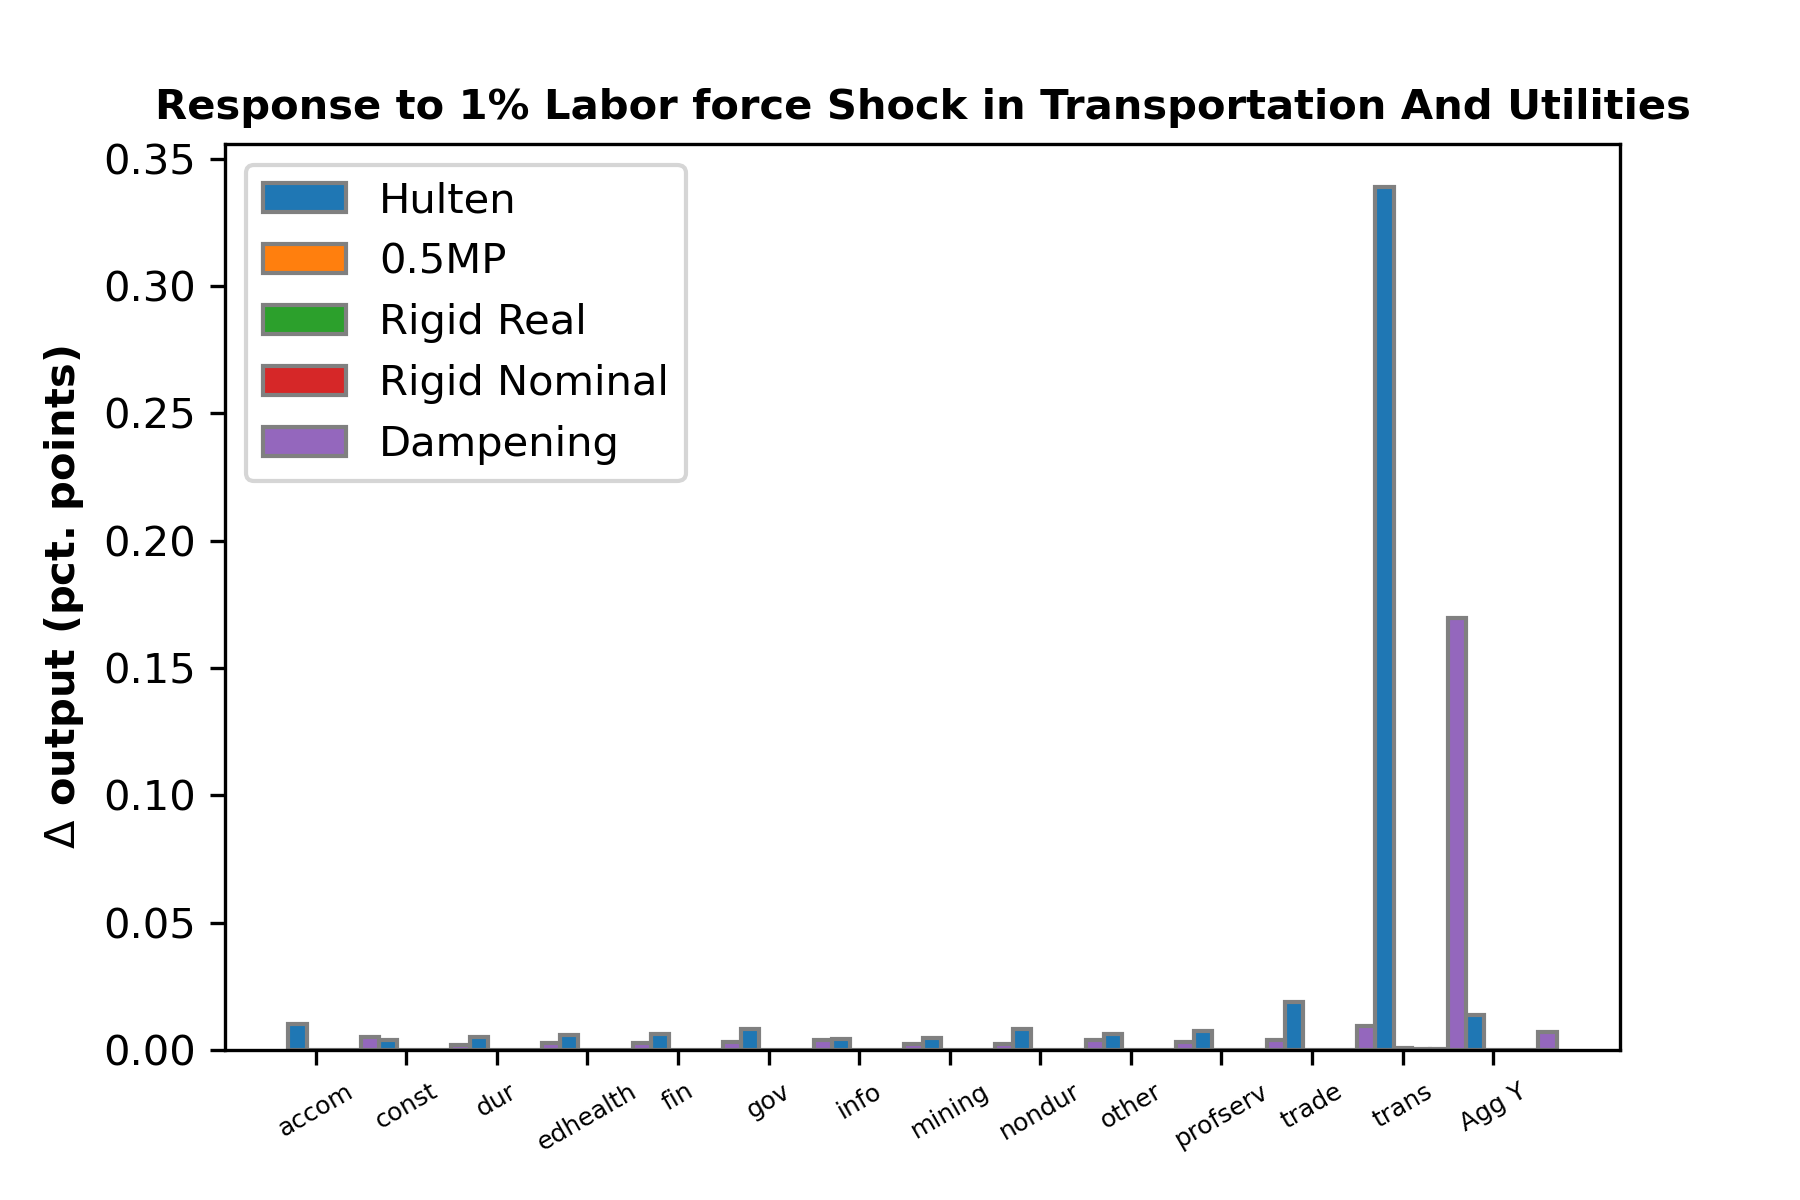 Response to 1% Labor force Shock in Transportation And Utilities
Δ output (pct. points)
0.35
0.30
0.25
0.20
0.15
0.10
0.05
0.00
Hulten
0.5MP
Rigid Real
Rigid Nominal
Dampening
accom
const
dur
edhealth
fin
gov
info
mining
nondur
other
profserv
trade
trans
Agg Y